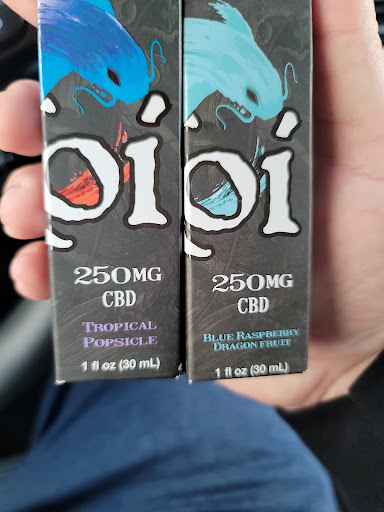 oi
250MG
CBD
TROPICAL
POPSICLE
1 fl oz (30 mL)
oi
250MG
CBD
BLUE RASPBERRY
DRAGON FRUIT
1 fl oz (30 mL)